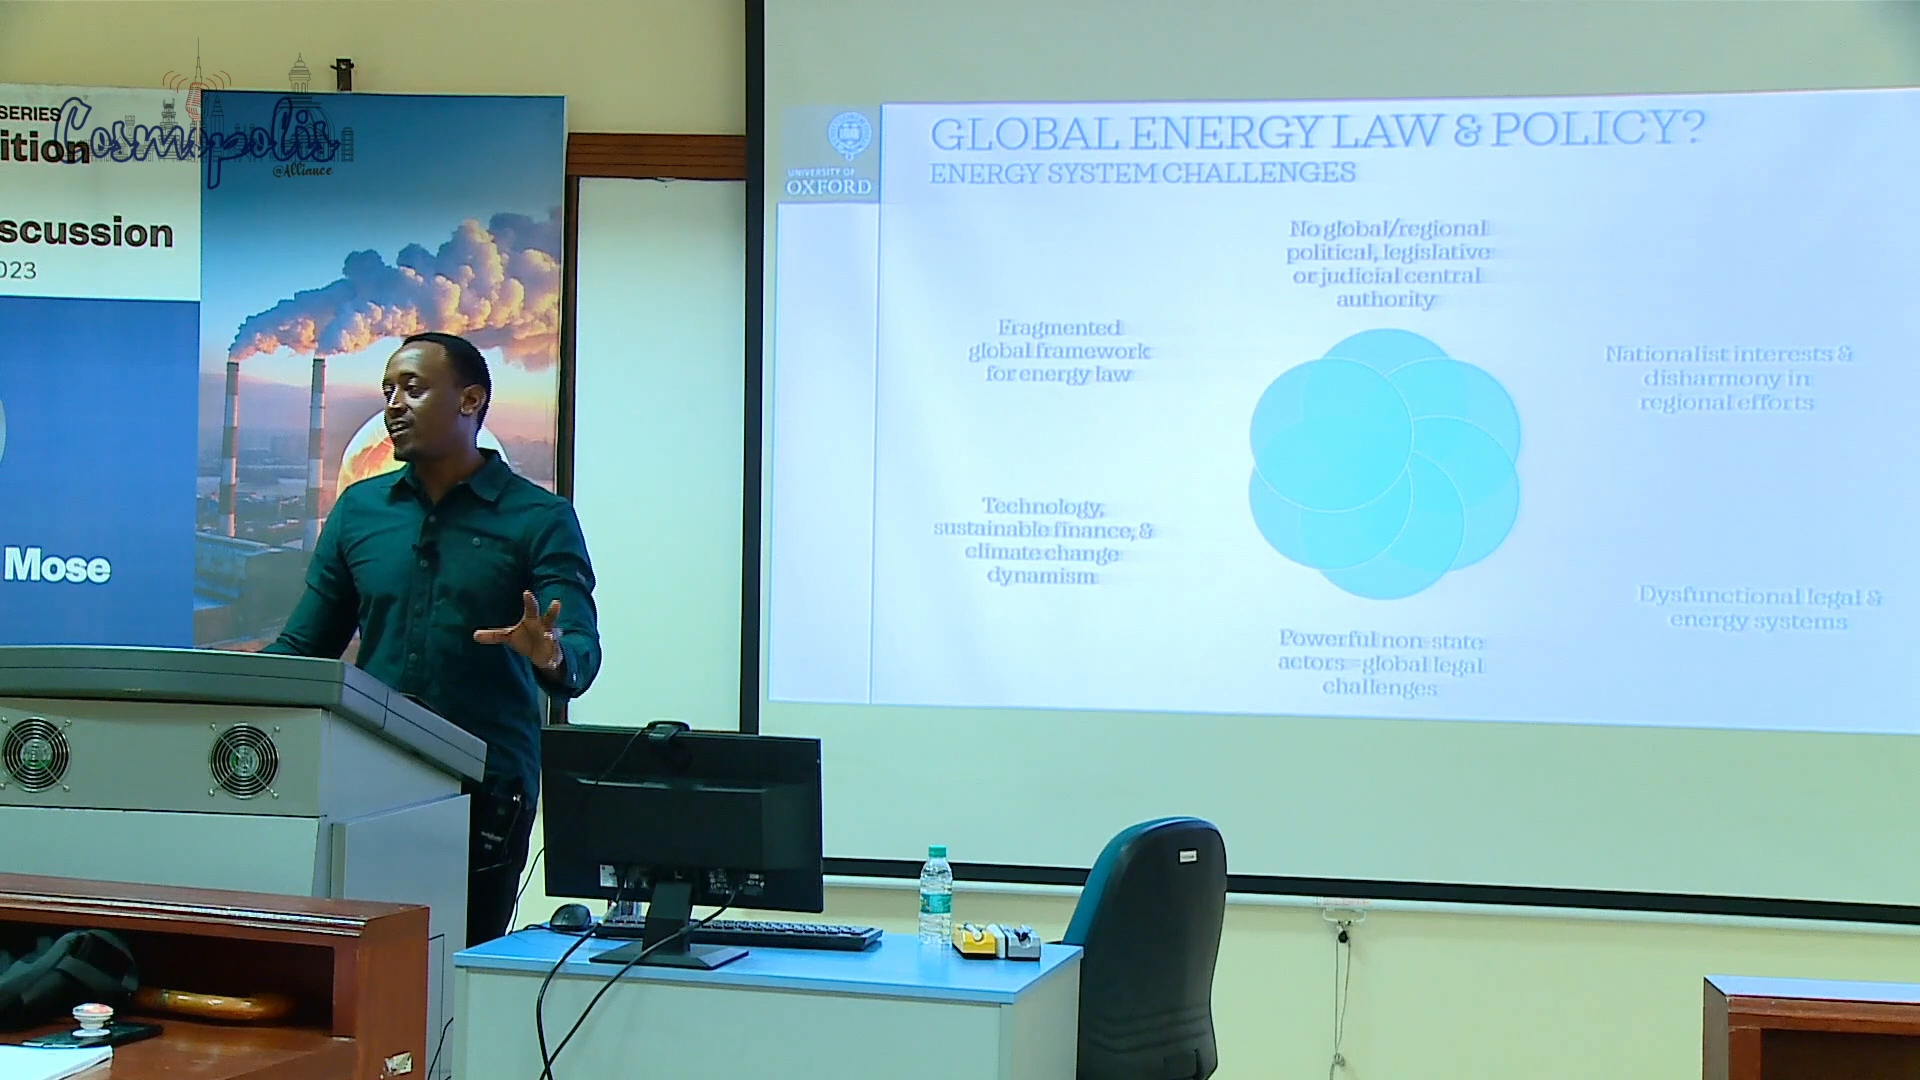 SERIES
ition
Cosmopolis
@Alliance
scussion
023
Mose
UNIVERSITY OF
OXFORD
GLOBAL ENERGY LAW & POLICY?
ENERGY SYSTEM CHALLENGES
No global/regional
political, legislative
or judicial central
authority
Nationalist interests &
disharmony in
regional efforts
Dysfunctional legal &
energy systems
Powerful non-state
actors =global legal
challenges
Technology,
sustainable finance, &
climate change
dynamism
Fragmented
global framework
for energy law